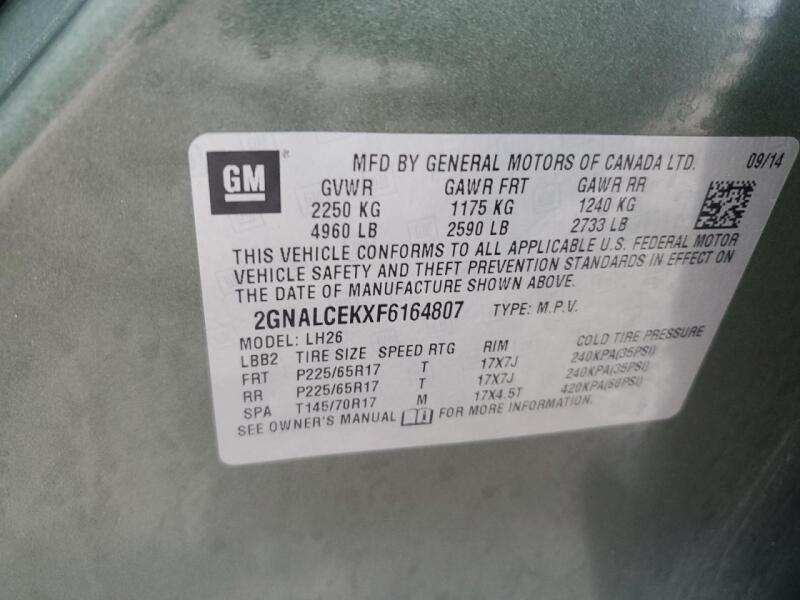 GM
MFD BY GENERAL MOTORS OF CANADA LTD. 09/14
GVWR GAWR FRT GAWR RR
2250 KG 1175 KG 1240 KG
4960 LB 2590 LB 2733 LB
THIS VEHICLE CONFORMS TO ALL APPLICABLE U.S. FEDERAL MOTOR
VEHICLE SAFETY AND THEFT PREVENTION STANDARDS IN EFFECT ON
THE DATE OF MANUFACTURE SHOWN ABOVE.
2GNALCEKXF6164807 TYPE: M.P.V.
MODEL: LH26
LBB2 TIRE SIZE SPEED RTG RIM COLD TIRE PRESSURE
FRT P225/65R17 T 17X7J 240KPA(35PSI)
RR P225/65R17 T 17X7J 240KPA(35PSI)
SPA T145/70R17 M 17X4.5T 420KPA(60PSI)
SEE OWNER'S MANUAL FOR MORE INFORMATION.